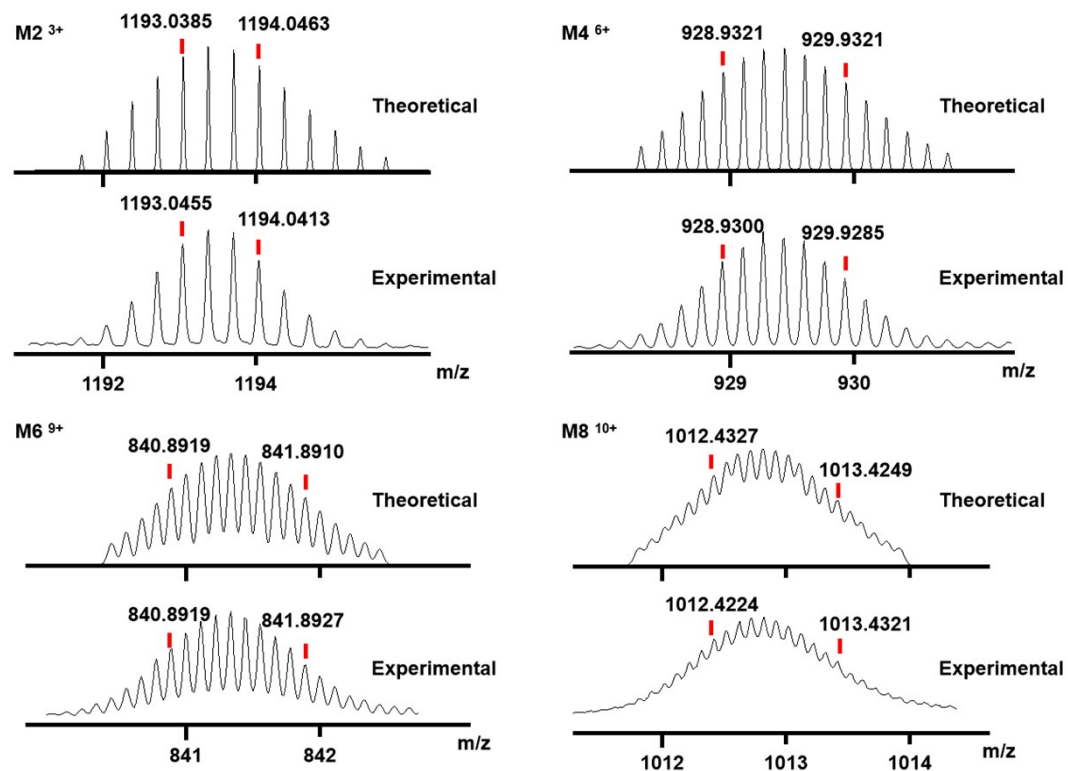 M2 3+
1193.0385
1194.0463
Theoretical
1193.0455
1194.0413
Experimental
m/z
1192
1194
M4 6+
928.9321
929.9321
Theoretical
928.9300
929.9285
Experimental
m/z
929
930
M6 9+
840.8919
841.8910
Theoretical
840.8919
841.8927
Experimental
m/z
841
842
M8 10+
1012.4327
1013.4249
Theoretical
1012.4224
1013.4321
Experimental
1012
1013
1014
m/z